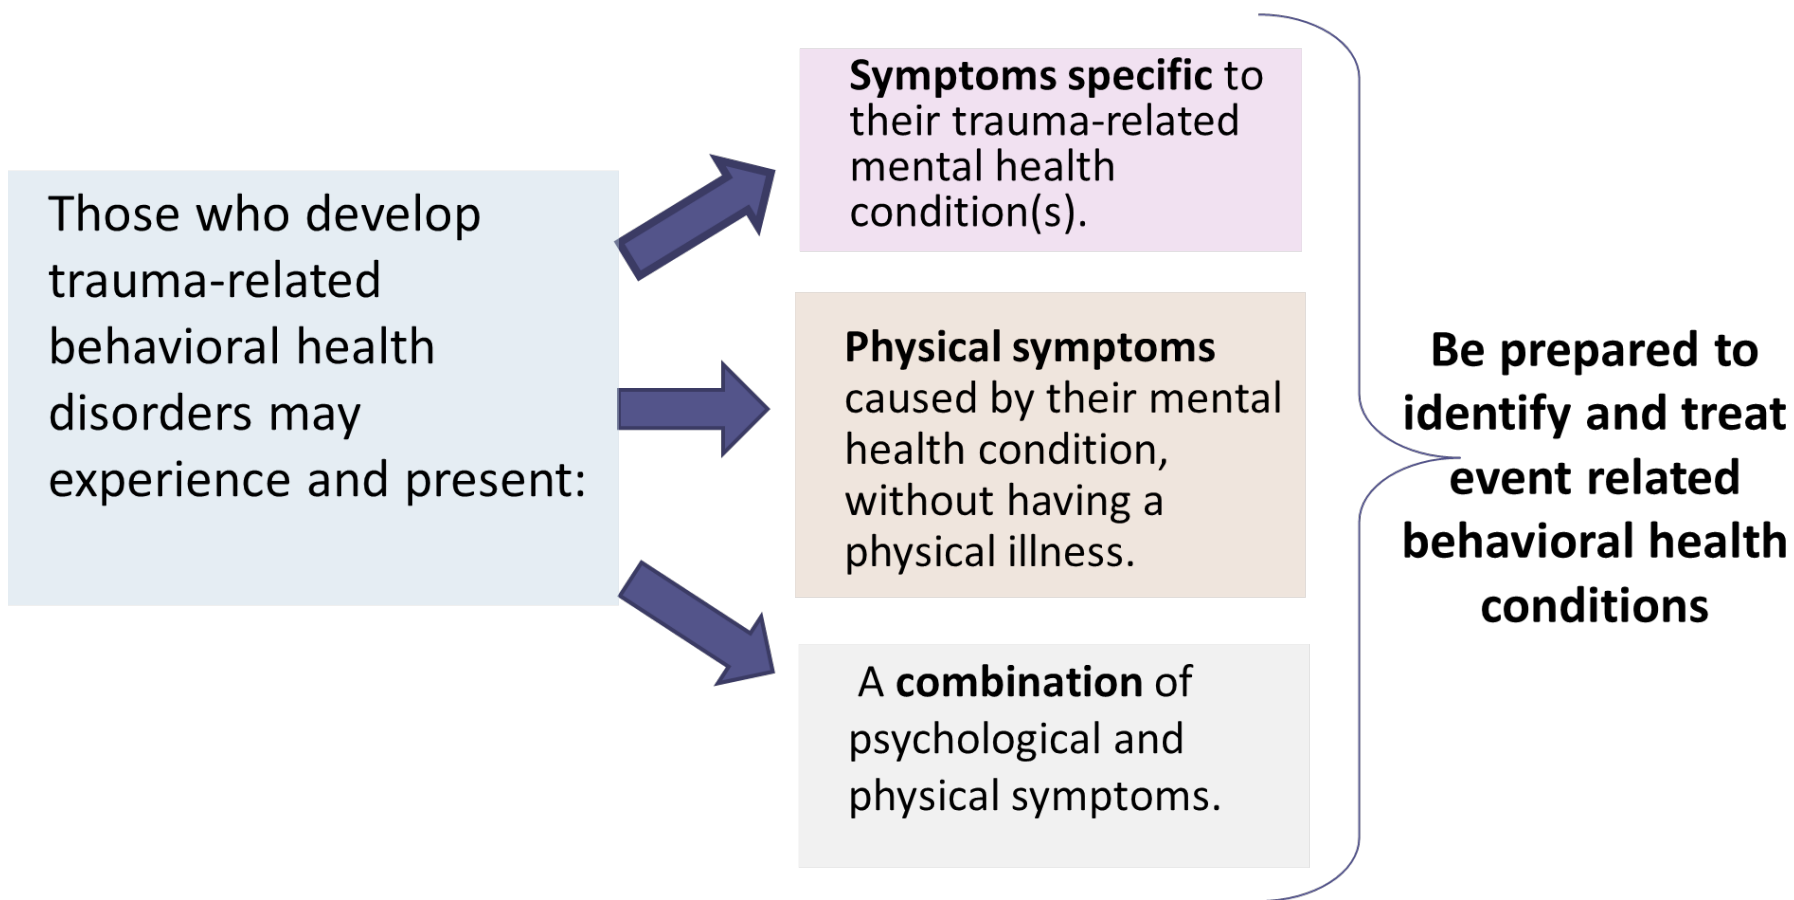 Those who develop
trauma-related
behavioral health
disorders may
experience and present:
Symptoms specific to
their trauma-related
mental health
condition(s).
Physical symptoms
caused by their mental
health condition,
without having a
physical illness.
A combination of
psychological and
physical symptoms.
Be prepared to
identify and treat
event related
behavioral health
conditions